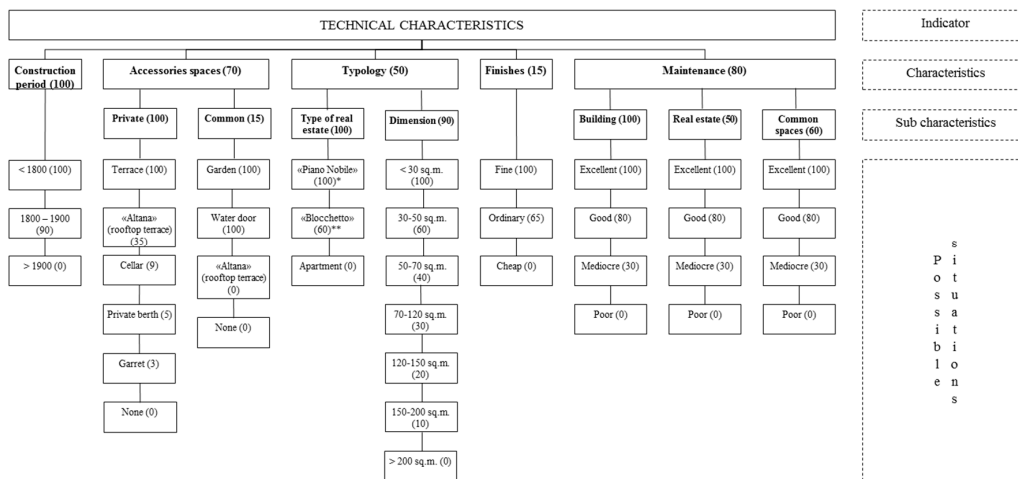 TECHNICAL CHARACTERISTICS
Indicator
Construction
period (100)
Accessories spaces (70)
Typology (50)
Finishes (15)
Maintenance (80)
Characteristics
Private (100)
Common (15)
Type of real
estate (100)
Dimension (90)
Building (100)
Real estate (50)
Common
spaces (60)
Sub characteristics
< 1800 (100)
1800 – 1900
(90)
> 1900 (0)
Terrace (100)
«Altana»
(rooftop terrace)
(35)
Cellar (9)
Private berth (5)
Garret (3)
None (0)
Garden (100)
Water door
(100)
«Altana»
(rooftop terrace)
(0)
None (0)
«Piano Nobile»
(100)*
«Blocchetto»
(60)**
Apartment (0)
< 30 sq.m.
(100)
30-50 sq.m.
(60)
50-70 sq.m.
(40)
70-120 sq.m.
(30)
120-150 sq.m.
(20)
150-200 sq.m.
(10)
> 200 sq.m. (0)
Fine (100)
Ordinary (65)
Cheap (0)
Excellent (100)
Good (80)
Mediocre (30)
Poor (0)
Excellent (100)
Good (80)
Mediocre (30)
Poor (0)
Excellent (100)
Good (80)
Mediocre (30)
Poor (0)
Possible
situations